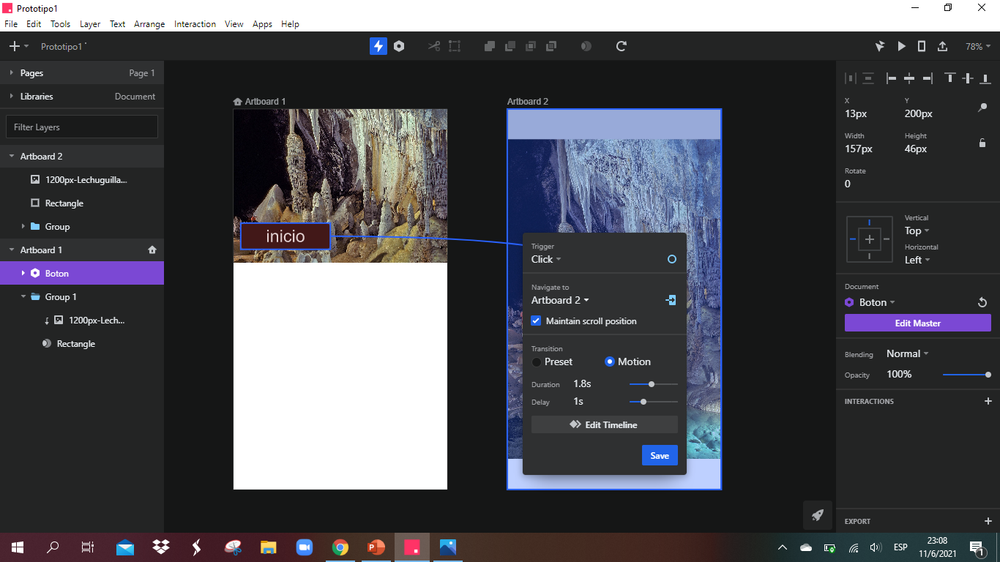 Prototipo1
File Edit Tools Layer Text Arrange Interaction View Apps Help
Prototipo1 78%
Pages Page 1
Libraries Document
Filter Layers
Artboard 2
1200px-Lechuguilla...
Rectangle
Group
Artboard 1
Boton
Group 1
1200px-Lech...
Rectangle
Artboard 1
inicio
Artboard 2
Trigger
Click
Navigate to
Artboard 2
Maintain scroll position
Transition
Preset Motion
Duration 1.8s
Delay 1s
Edit Timeline
Save
X Y
13px 200px
Width Height
157px 46px
Rotate
0
Vertical
Top
Horizontal
Left
Document
Boton
Edit Master
Blending Normal
Opacity 100%
INTERACTIONS
EXPORT
ESP
23:08
11/6/2021
1